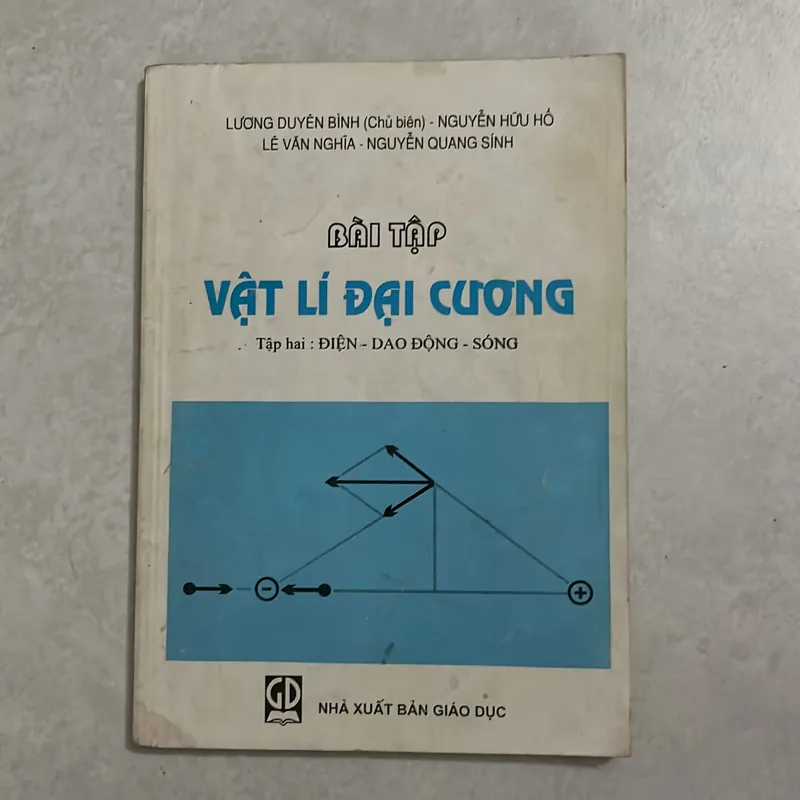 LƯƠNG DUYÊN BÌNH (Chủ biên) - NGUYỄN HỮU HỒ
LÊ VĂN NGHĨA - NGUYỄN QUANG SÍNH
BÀI TẬP
VẬT LÍ ĐẠI CƯƠNG
Tập hai : ĐIỆN - DAO ĐỘNG - SÓNG
-
+
GD
NHÀ XUẤT BẢN GIÁO DỤC